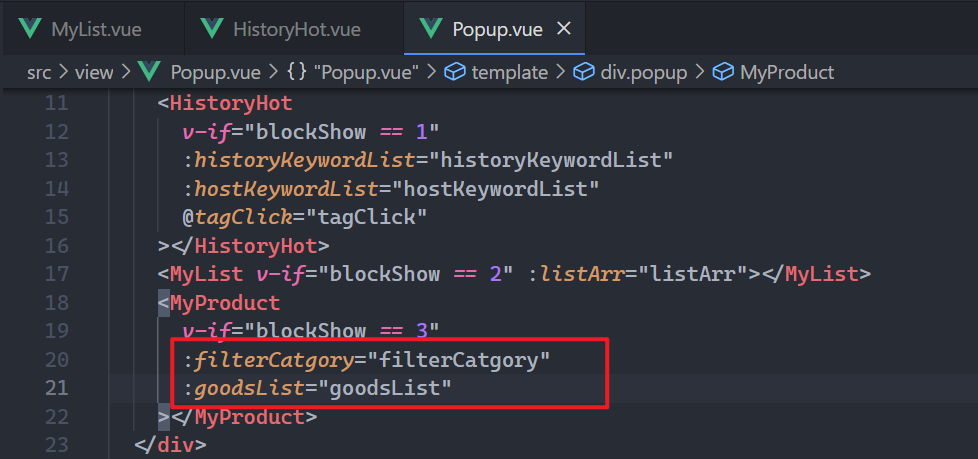 MyList.vue HistoryHot.vue Popup.vue
src > view > Popup.vue > {} "Popup.vue" > template > div.popup > MyProduct
11 <HistoryHot
12 v-if="blockShow == 1"
13 :historyKeywordList="historyKeywordList"
14 :hostKeywordList="hostKeywordList"
15 @tagClick="tagClick"
16 ></HistoryHot>
17 <MyList v-if="blockShow == 2" :listArr="listArr"></MyList>
18 <MyProduct
19 v-if="blockShow == 3"
20 :filterCatgory="filterCatgory"
21 :goodsList="goodsList"
22 ></MyProduct>
23 </div>